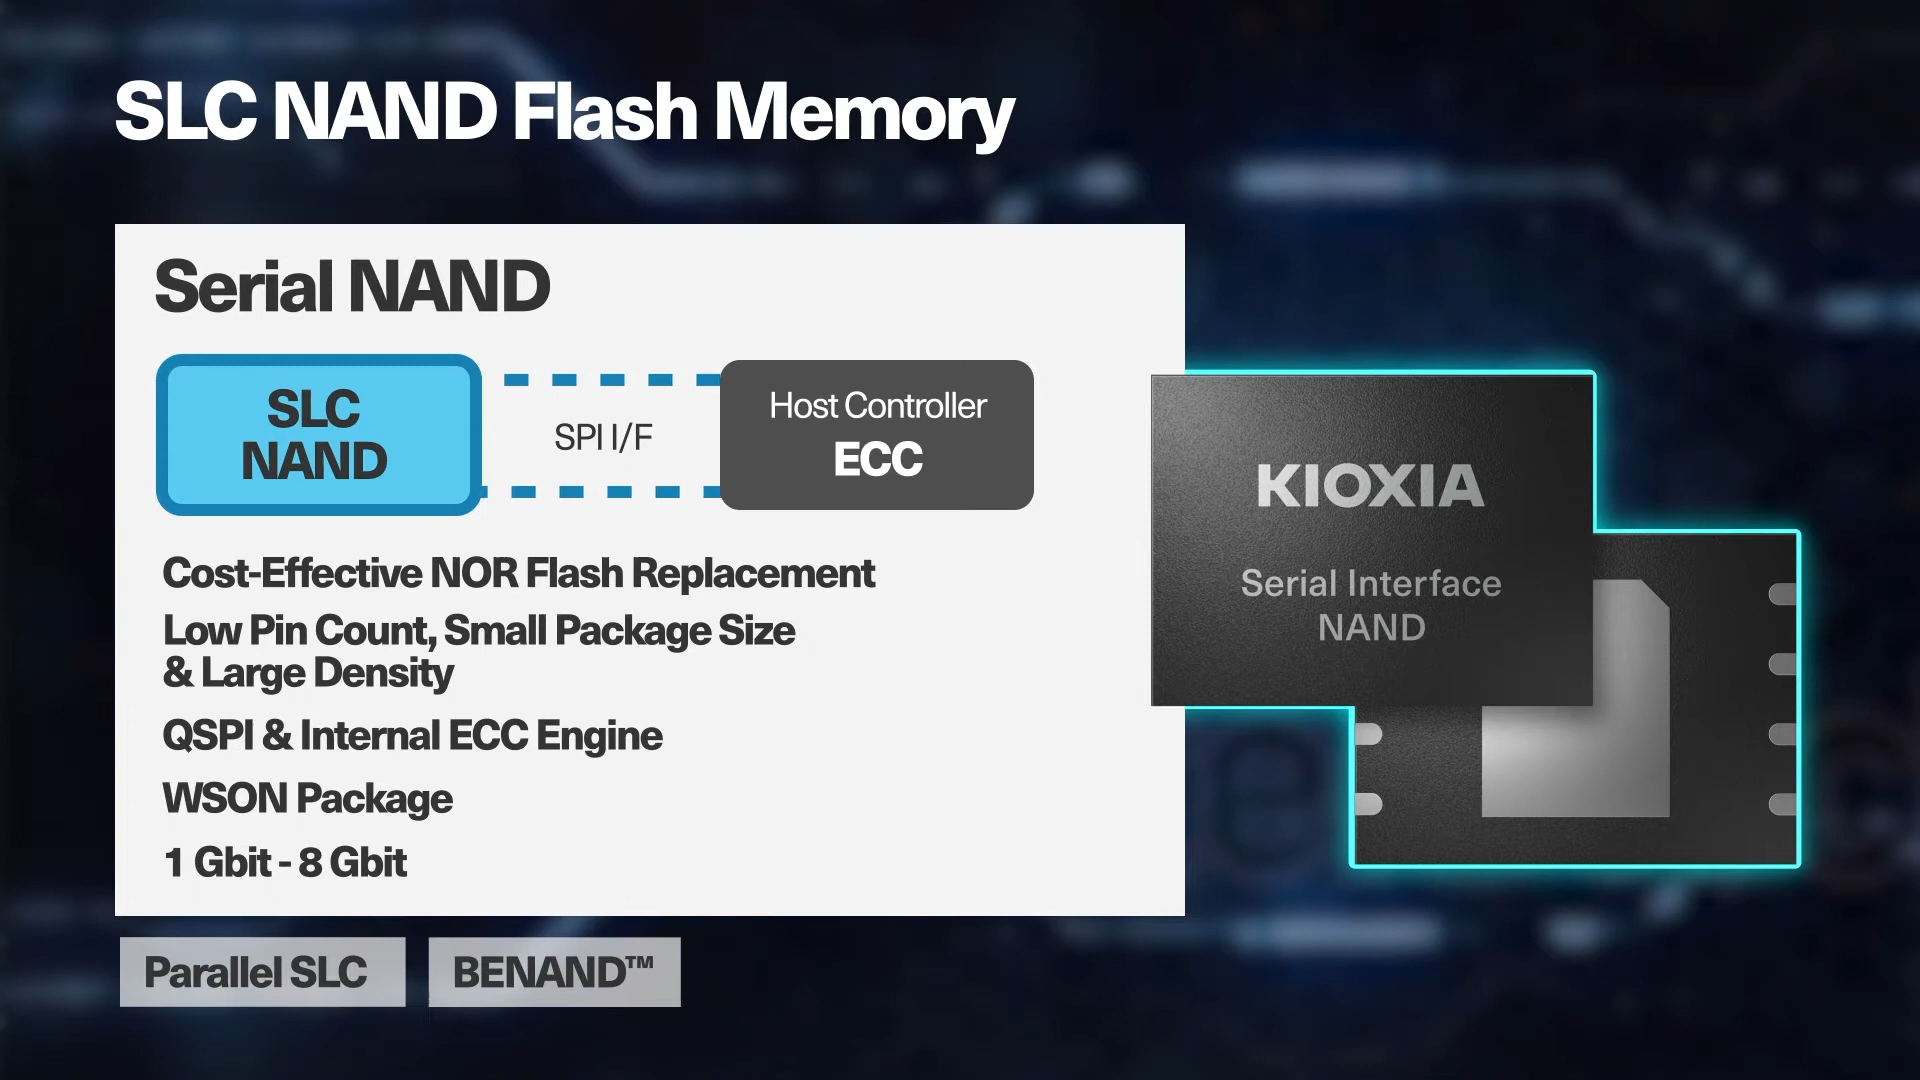 SLC NAND Flash Memory
Serial NAND
SLC
NAND
SPI I/F
Host Controller
ECC
Cost-Effective NOR Flash Replacement
Low Pin Count, Small Package Size
& Large Density
QSPI & Internal ECC Engine
WSON Package
1 Gbit - 8 Gbit
KIOXIA
Serial Interface
NAND
Parallel SLC
BENAND™